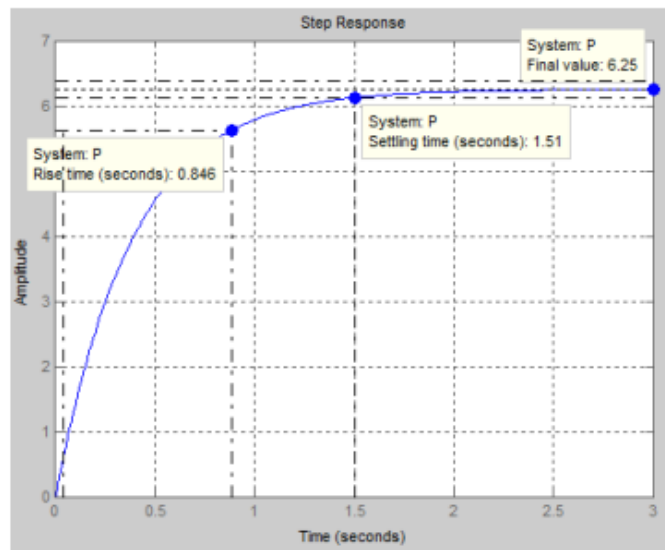 Step Response
System: P
Final value: 6.25
System: P
Settling time (seconds): 1.51
System: P
Rise time (seconds): 0.846
Amplitude
7
6
5
4
3
2
1
0
0
0.5
1
1.5
2
2.5
3
Time (seconds)